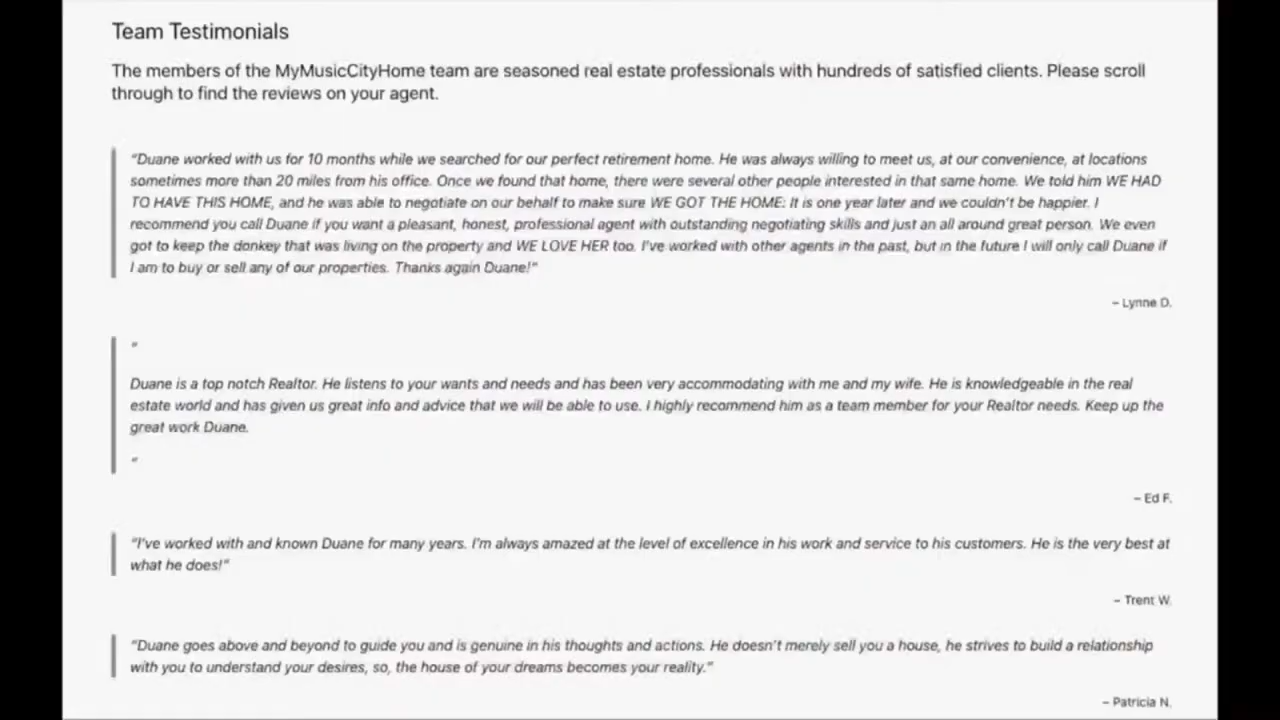 Team Testimonials
The members of the MyMusicCityHome team are seasoned real estate professionals with hundreds of satisfied clients. Please scroll
through to find the reviews on your agent.
"Duane worked with us for 10 months while we searched for our perfect retirement home. He was always willing to meet us, at our convenience, at locations
sometimes more than 20 miles from his office. Once we found that home, there were several other people interested in that same home. We told him WE HAD
TO HAVE THIS HOME, and he was able to negotiate on our behalf to make sure WE GOT THE HOME: It is one year later and we couldn't be happier. I
recommend you call Duane if you want a pleasant, honest, professional agent with outstanding negotiating skills and just an all around great person. We even
got to keep the donkey that was living on the property and WE LOVE HER too. I've worked with other agents in the past, but in the future I will only call Duane if
I am to buy or sell any of our properties. Thanks again Duane!"
– Lynne D.
"
Duane is a top notch Realtor. He listens to your wants and needs and has been very accommodating with me and my wife. He is knowledgeable in the real
estate world and has given us great info and advice that we will be able to use. I highly recommend him as a team member for your Realtor needs. Keep up the
great work Duane.
"
– Ed F.
"I've worked with and known Duane for many years. I'm always amazed at the level of excellence in his work and service to his customers. He is the very best at
what he does!"
– Trent W.
"Duane goes above and beyond to guide you and is genuine in his thoughts and actions. He doesn't merely sell you a house, he strives to build a relationship
with you to understand your desires, so, the house of your dreams becomes your reality."
– Patricia N.